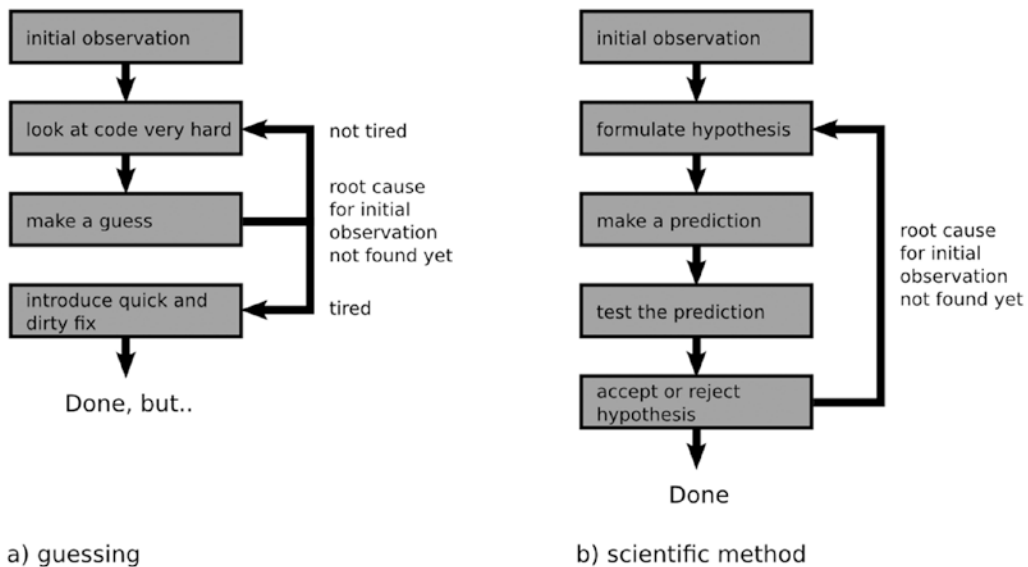 initial observation
look at code very hard
not tired
make a guess
root cause
for initial
observation
not found yet
introduce quick and
dirty fix
tired
Done, but..
a) guessing
initial observation
formulate hypothesis
make a prediction
test the prediction
accept or reject
hypothesis
root cause
for initial
observation
not found yet
Done
b) scientific method